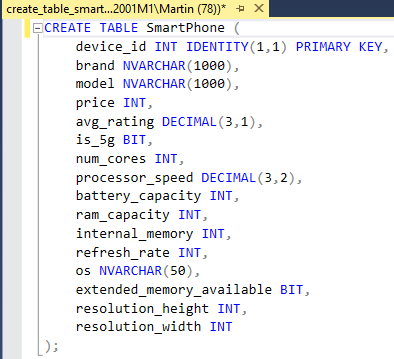 create_table_smart...2001M1\Martin (78))*
CREATE TABLE SmartPhone (
device_id INT IDENTITY(1,1) PRIMARY KEY,
brand NVARCHAR(1000),
model NVARCHAR(1000),
price INT,
avg_rating DECIMAL(3,1),
is_5g BIT,
num_cores INT,
processor_speed DECIMAL(3,2),
battery_capacity INT,
ram_capacity INT,
internal_memory INT,
refresh_rate INT,
os NVARCHAR(50),
extended_memory_available BIT,
resolution_height INT,
resolution_width INT
);